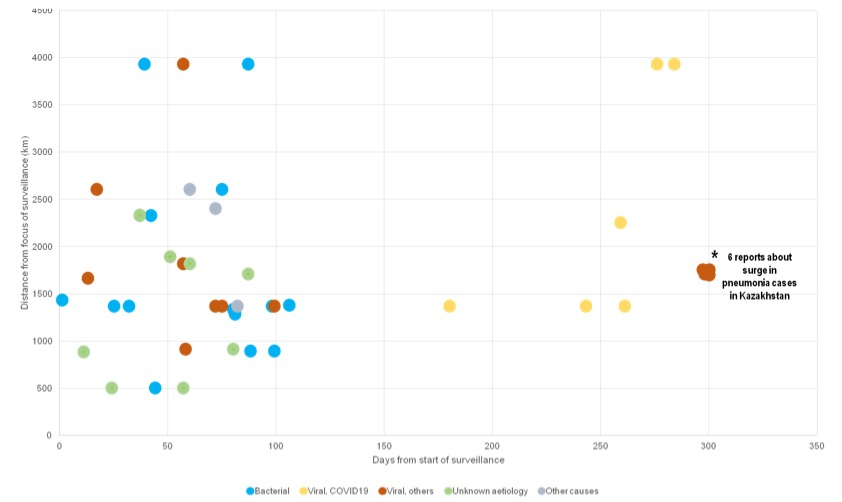 4500
4000
3500
3000
2500
2000
1500
1000
500
0
Distance from focus of surveillance (km)
*
6 reports about
surge in
pneumonia cases
in Kazakhstan
0 50 100 150 200 250 300 350
Days from start of surveillance
Bacterial Viral, COVID19 Viral, others Unknown aetiology Other causes